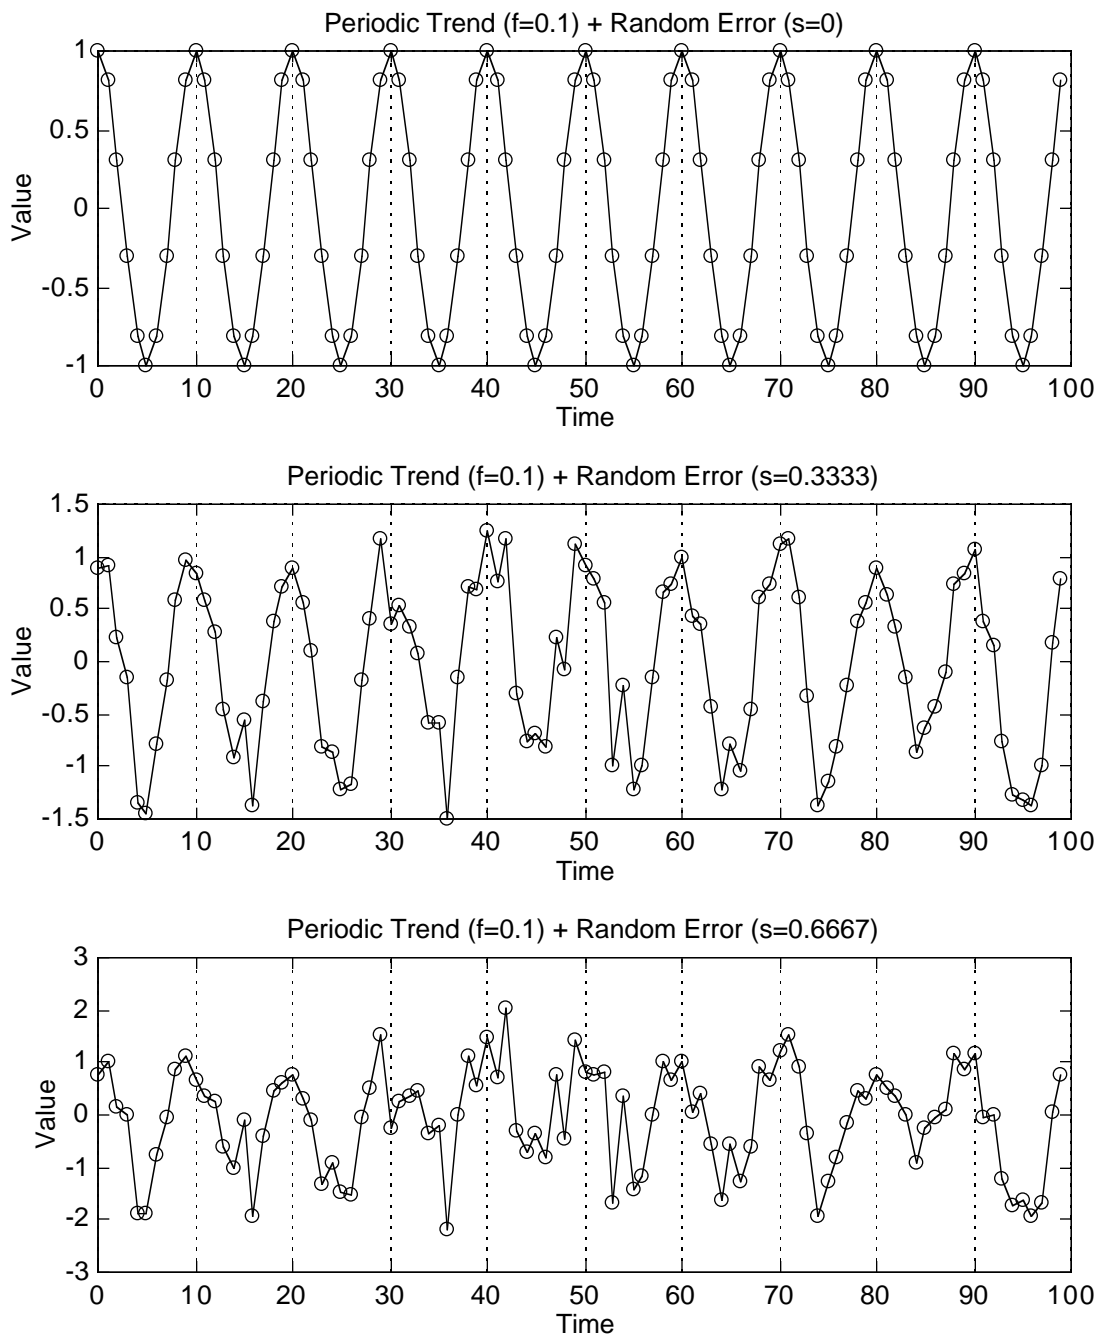 Periodic Trend (f=0.1) + Random Error (s=0)
1
0.5
0
-0.5
-1
Value
0 10 20 30 40 50 60 70 80 90 100
Time
Periodic Trend (f=0.1) + Random Error (s=0.3333)
1.5
1
0.5
0
-0.5
-1
-1.5
Value
0 10 20 30 40 50 60 70 80 90 100
Time
Periodic Trend (f=0.1) + Random Error (s=0.6667)
3
2
1
0
-1
-2
-3
Value
0 10 20 30 40 50 60 70 80 90 100
Time